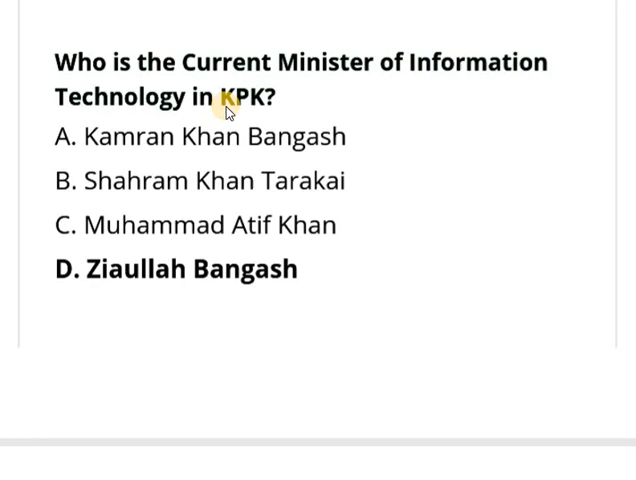 Who is the Current Minister of Information
Technology in KPK?
A. Kamran Khan Bangash
B. Shahram Khan Tarakai
C. Muhammad Atif Khan
D. Ziaullah Bangash